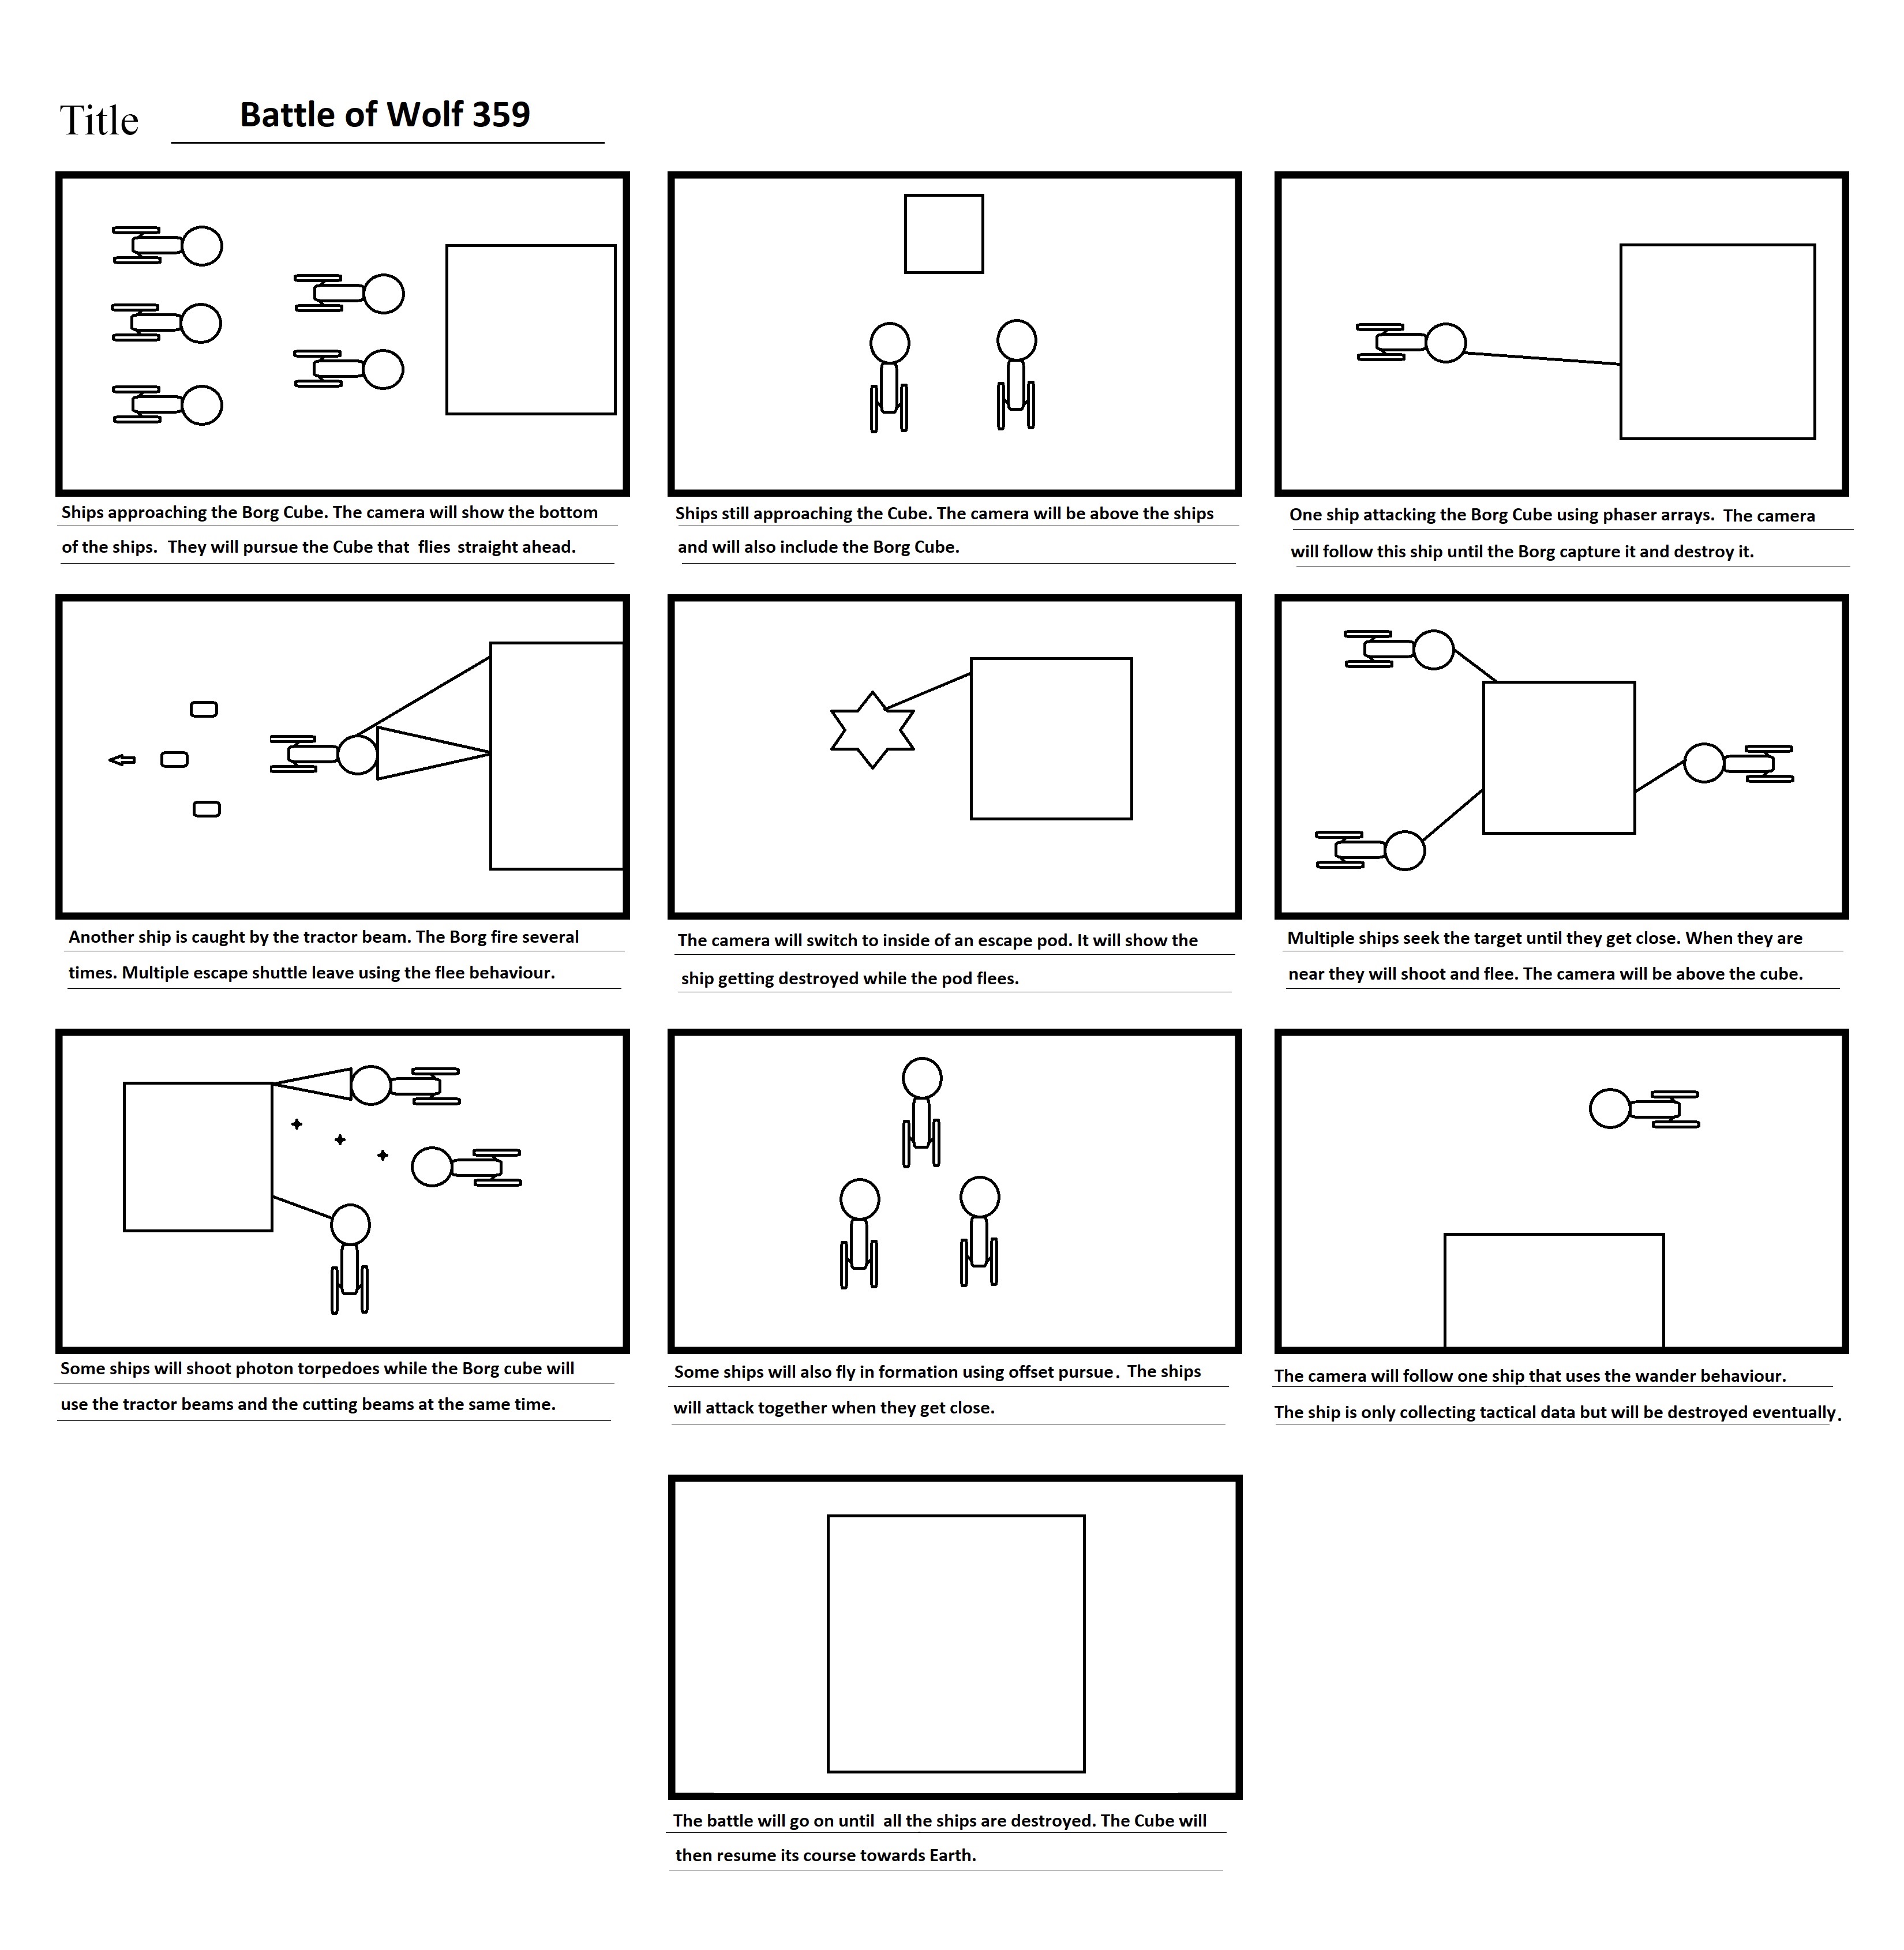 Title Battle of Wolf 359
Ships approaching the Borg Cube. The camera will show the bottom
of the ships. They will pursue the Cube that flies straight ahead.
Ships still approaching the Cube. The camera will be above the ships
and will also include the Borg Cube.
One ship attacking the Borg Cube using phaser arrays. The camera
will follow this ship until the Borg capture it and destroy it.
Another ship is caught by the tractor beam. The Borg fire several
times. Multiple escape shuttle leave using the flee behaviour.
The camera will switch to inside of an escape pod. It will show the
ship getting destroyed while the pod flees.
Multiple ships seek the target until they get close. When they are
near they will shoot and flee. The camera will be above the cube.
Some ships will shoot photon torpedoes while the Borg cube will
use the tractor beams and the cutting beams at the same time.
Some ships will also fly in formation using offset pursue. The ships
will attack together when they get close.
The camera will follow one ship that uses the wander behaviour.
The ship is only collecting tactical data but will be destroyed eventually.
The battle will go on until all the ships are destroyed. The Cube will
then resume its course towards Earth.